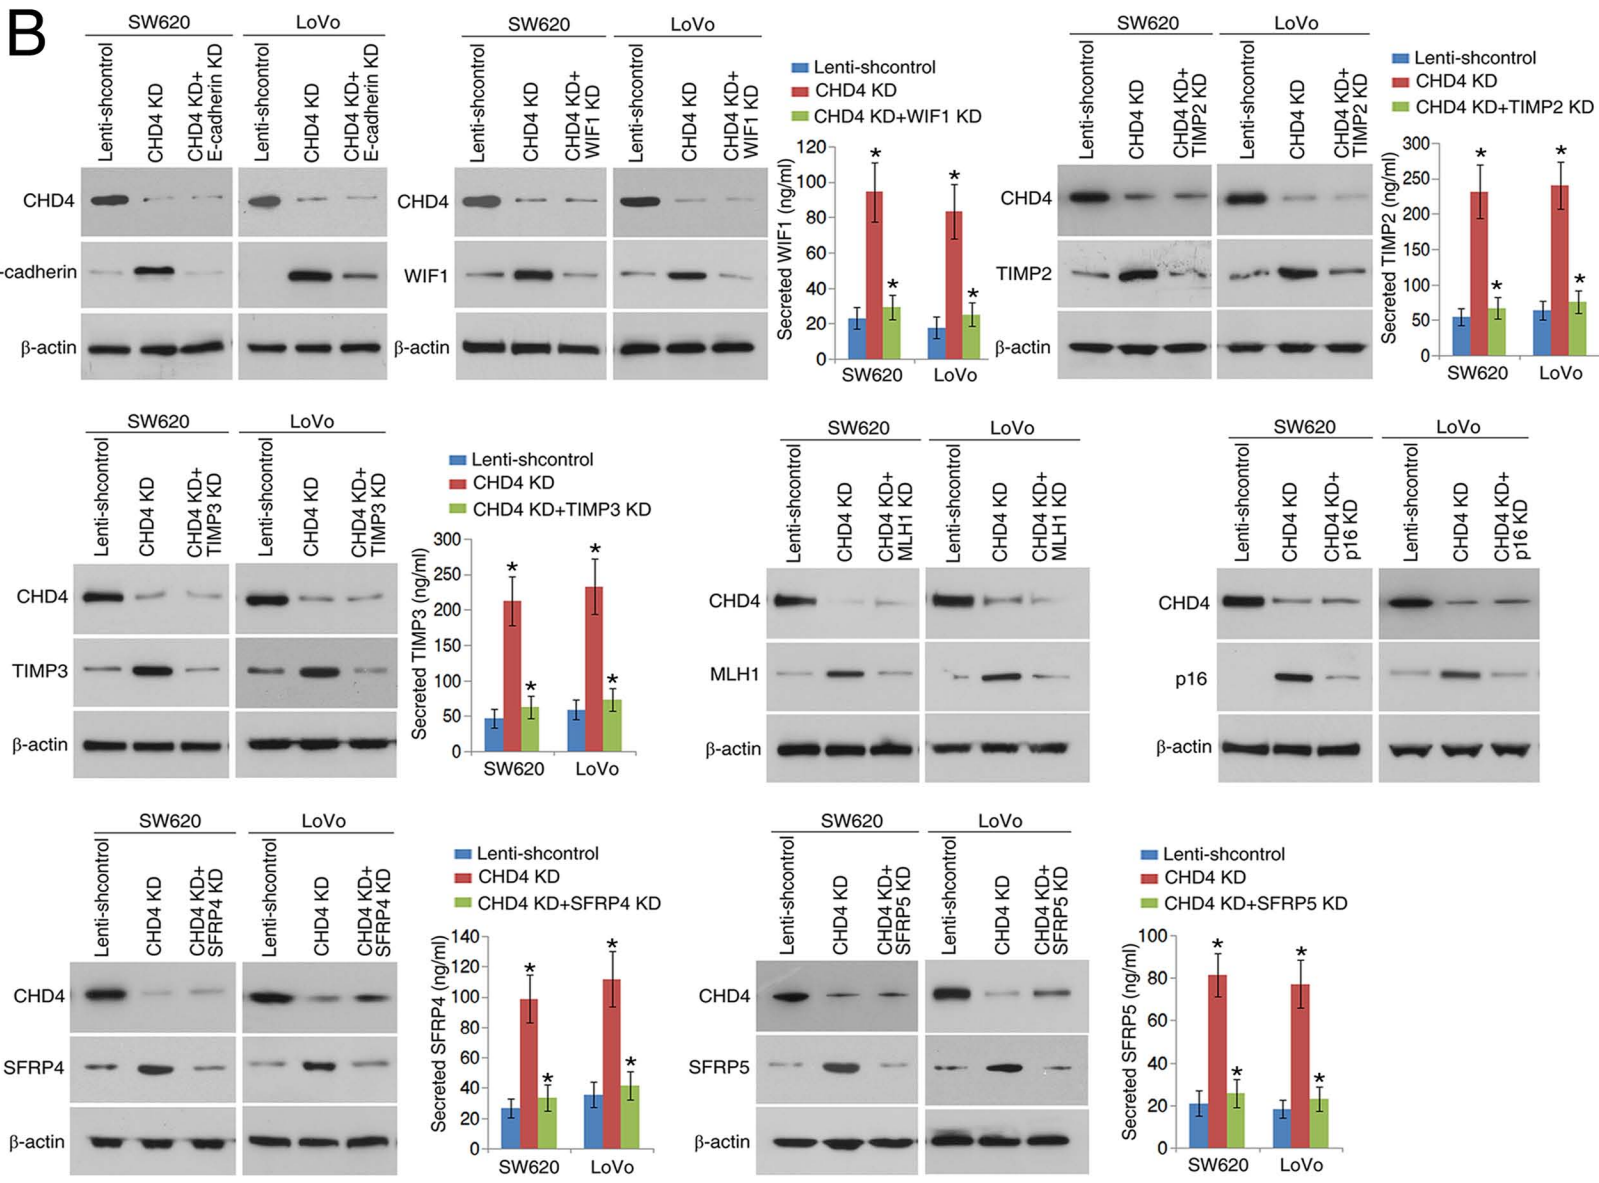 B
SW620
LoVo
Lenti-shcontrol
CHD4 KD
CHD4 KD+
E-cadherin KD
Lenti-shcontrol
CHD4 KD
CHD4 KD+
E-cadherin KD
CHD4
-cadherin
β-actin
SW620
LoVo
Lenti-shcontrol
CHD4 KD
CHD4 KD+
WIF1 KD
Lenti-shcontrol
CHD4 KD
CHD4 KD+
WIF1 KD
CHD4
WIF1
β-actin
Lenti-shcontrol
CHD4 KD
CHD4 KD+WIF1 KD
Secreted WIF1 (ng/ml)
120
100
80
60
40
20
0
* * * *
SW620
LoVo
SW620
LoVo
Lenti-shcontrol
CHD4 KD
CHD4 KD+
TIMP2 KD
Lenti-shcontrol
CHD4 KD
CHD4 KD+
TIMP2 KD
CHD4
TIMP2
β-actin
Lenti-shcontrol
CHD4 KD
CHD4 KD+TIMP2 KD
Secreted TIMP2 (ng/ml)
300
250
200
150
100
50
0
* * * *
SW620
LoVo
SW620
LoVo
Lenti-shcontrol
CHD4 KD
CHD4 KD+
TIMP3 KD
Lenti-shcontrol
CHD4 KD
CHD4 KD+
TIMP3 KD
CHD4
TIMP3
β-actin
Lenti-shcontrol
CHD4 KD
CHD4 KD+TIMP3 KD
Secreted TIMP3 (ng/ml)
300
250
200
150
100
50
0
* * * *
SW620
LoVo
SW620
LoVo
Lenti-shcontrol
CHD4 KD
CHD4 KD+
MLH1 KD
Lenti-shcontrol
CHD4 KD
CHD4 KD+
MLH1 KD
CHD4
MLH1
β-actin
SW620
LoVo
Lenti-shcontrol
CHD4 KD
CHD4 KD+
p16 KD
Lenti-shcontrol
CHD4 KD
CHD4 KD+
p16 KD
CHD4
p16
β-actin
SW620
LoVo
Lenti-shcontrol
CHD4 KD
CHD4 KD+
SFRP4 KD
Lenti-shcontrol
CHD4 KD
CHD4 KD+
SFRP4 KD
CHD4
SFRP4
β-actin
Lenti-shcontrol
CHD4 KD
CHD4 KD+SFRP4 KD
Secreted SFRP4 (ng/ml)
140
120
100
80
60
40
20
0
* * * *
SW620
LoVo
SW620
LoVo
Lenti-shcontrol
CHD4 KD
CHD4 KD+
SFRP5 KD
Lenti-shcontrol
CHD4 KD
CHD4 KD+
SFRP5 KD
CHD4
SFRP5
β-actin
Lenti-shcontrol
CHD4 KD
CHD4 KD+SFRP5 KD
Secreted SFRP5 (ng/ml)
100
80
60
40
20
0
* * * *
SW620
LoVo